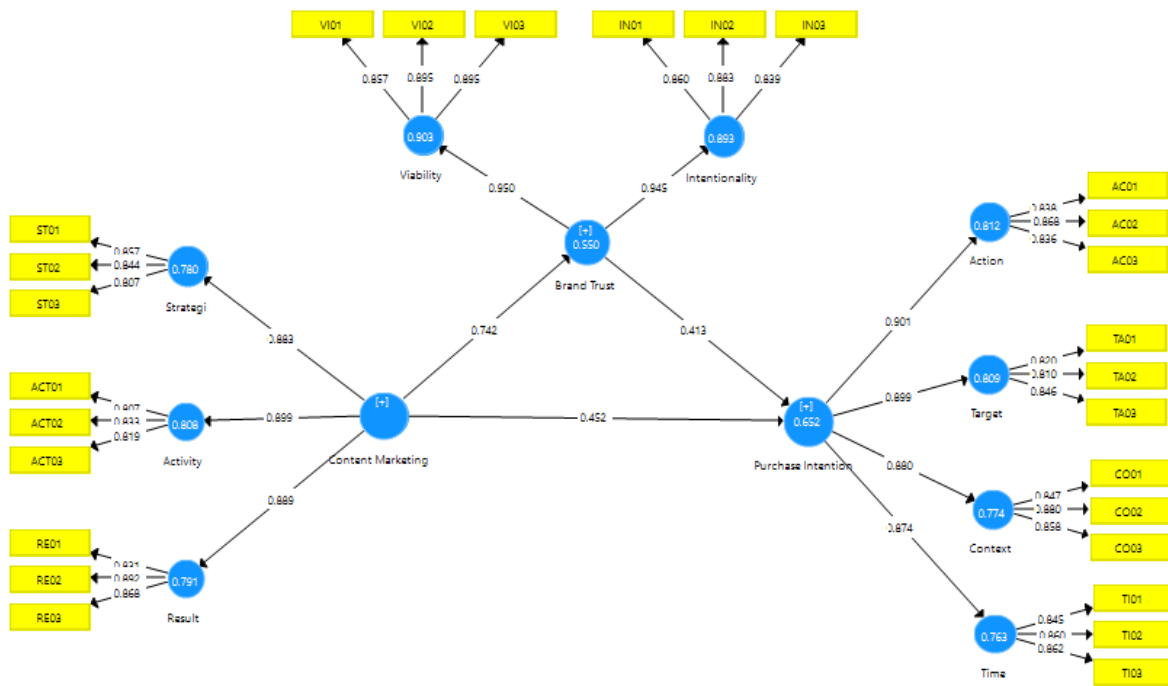 VI01 VI02 VI03 IN01 IN02 IN03
0.857 0.895 0.895 0.860 0.883 0.839
0.903 0.893
Viability Intentionality
0.950 0.945
[+]
0.550
Brand Trust
ST01
ST02
ST03
0.857
0.844
0.807
0.780
Strategi
0.883
0.742
0.413
ACT01
ACT02
ACT03
0.807
0.833
0.819
0.808
Activity
0.899
[+]
Content Marketing
0.452
[+]
0.652
Purchase Intention
RE01
RE02
RE03
0.892
0.868
0.791
Result
0.889
AC01
AC02
AC03
0.838
0.868
0.836
0.812
Action
0.901
TA01
TA02
TA03
0.820
0.810
0.846
0.809
Target
0.899
CO01
CO02
CO03
0.847
0.880
0.858
0.774
Context
0.880
TI01
TI02
TI03
0.845
0.860
0.862
0.763
Time
0.874